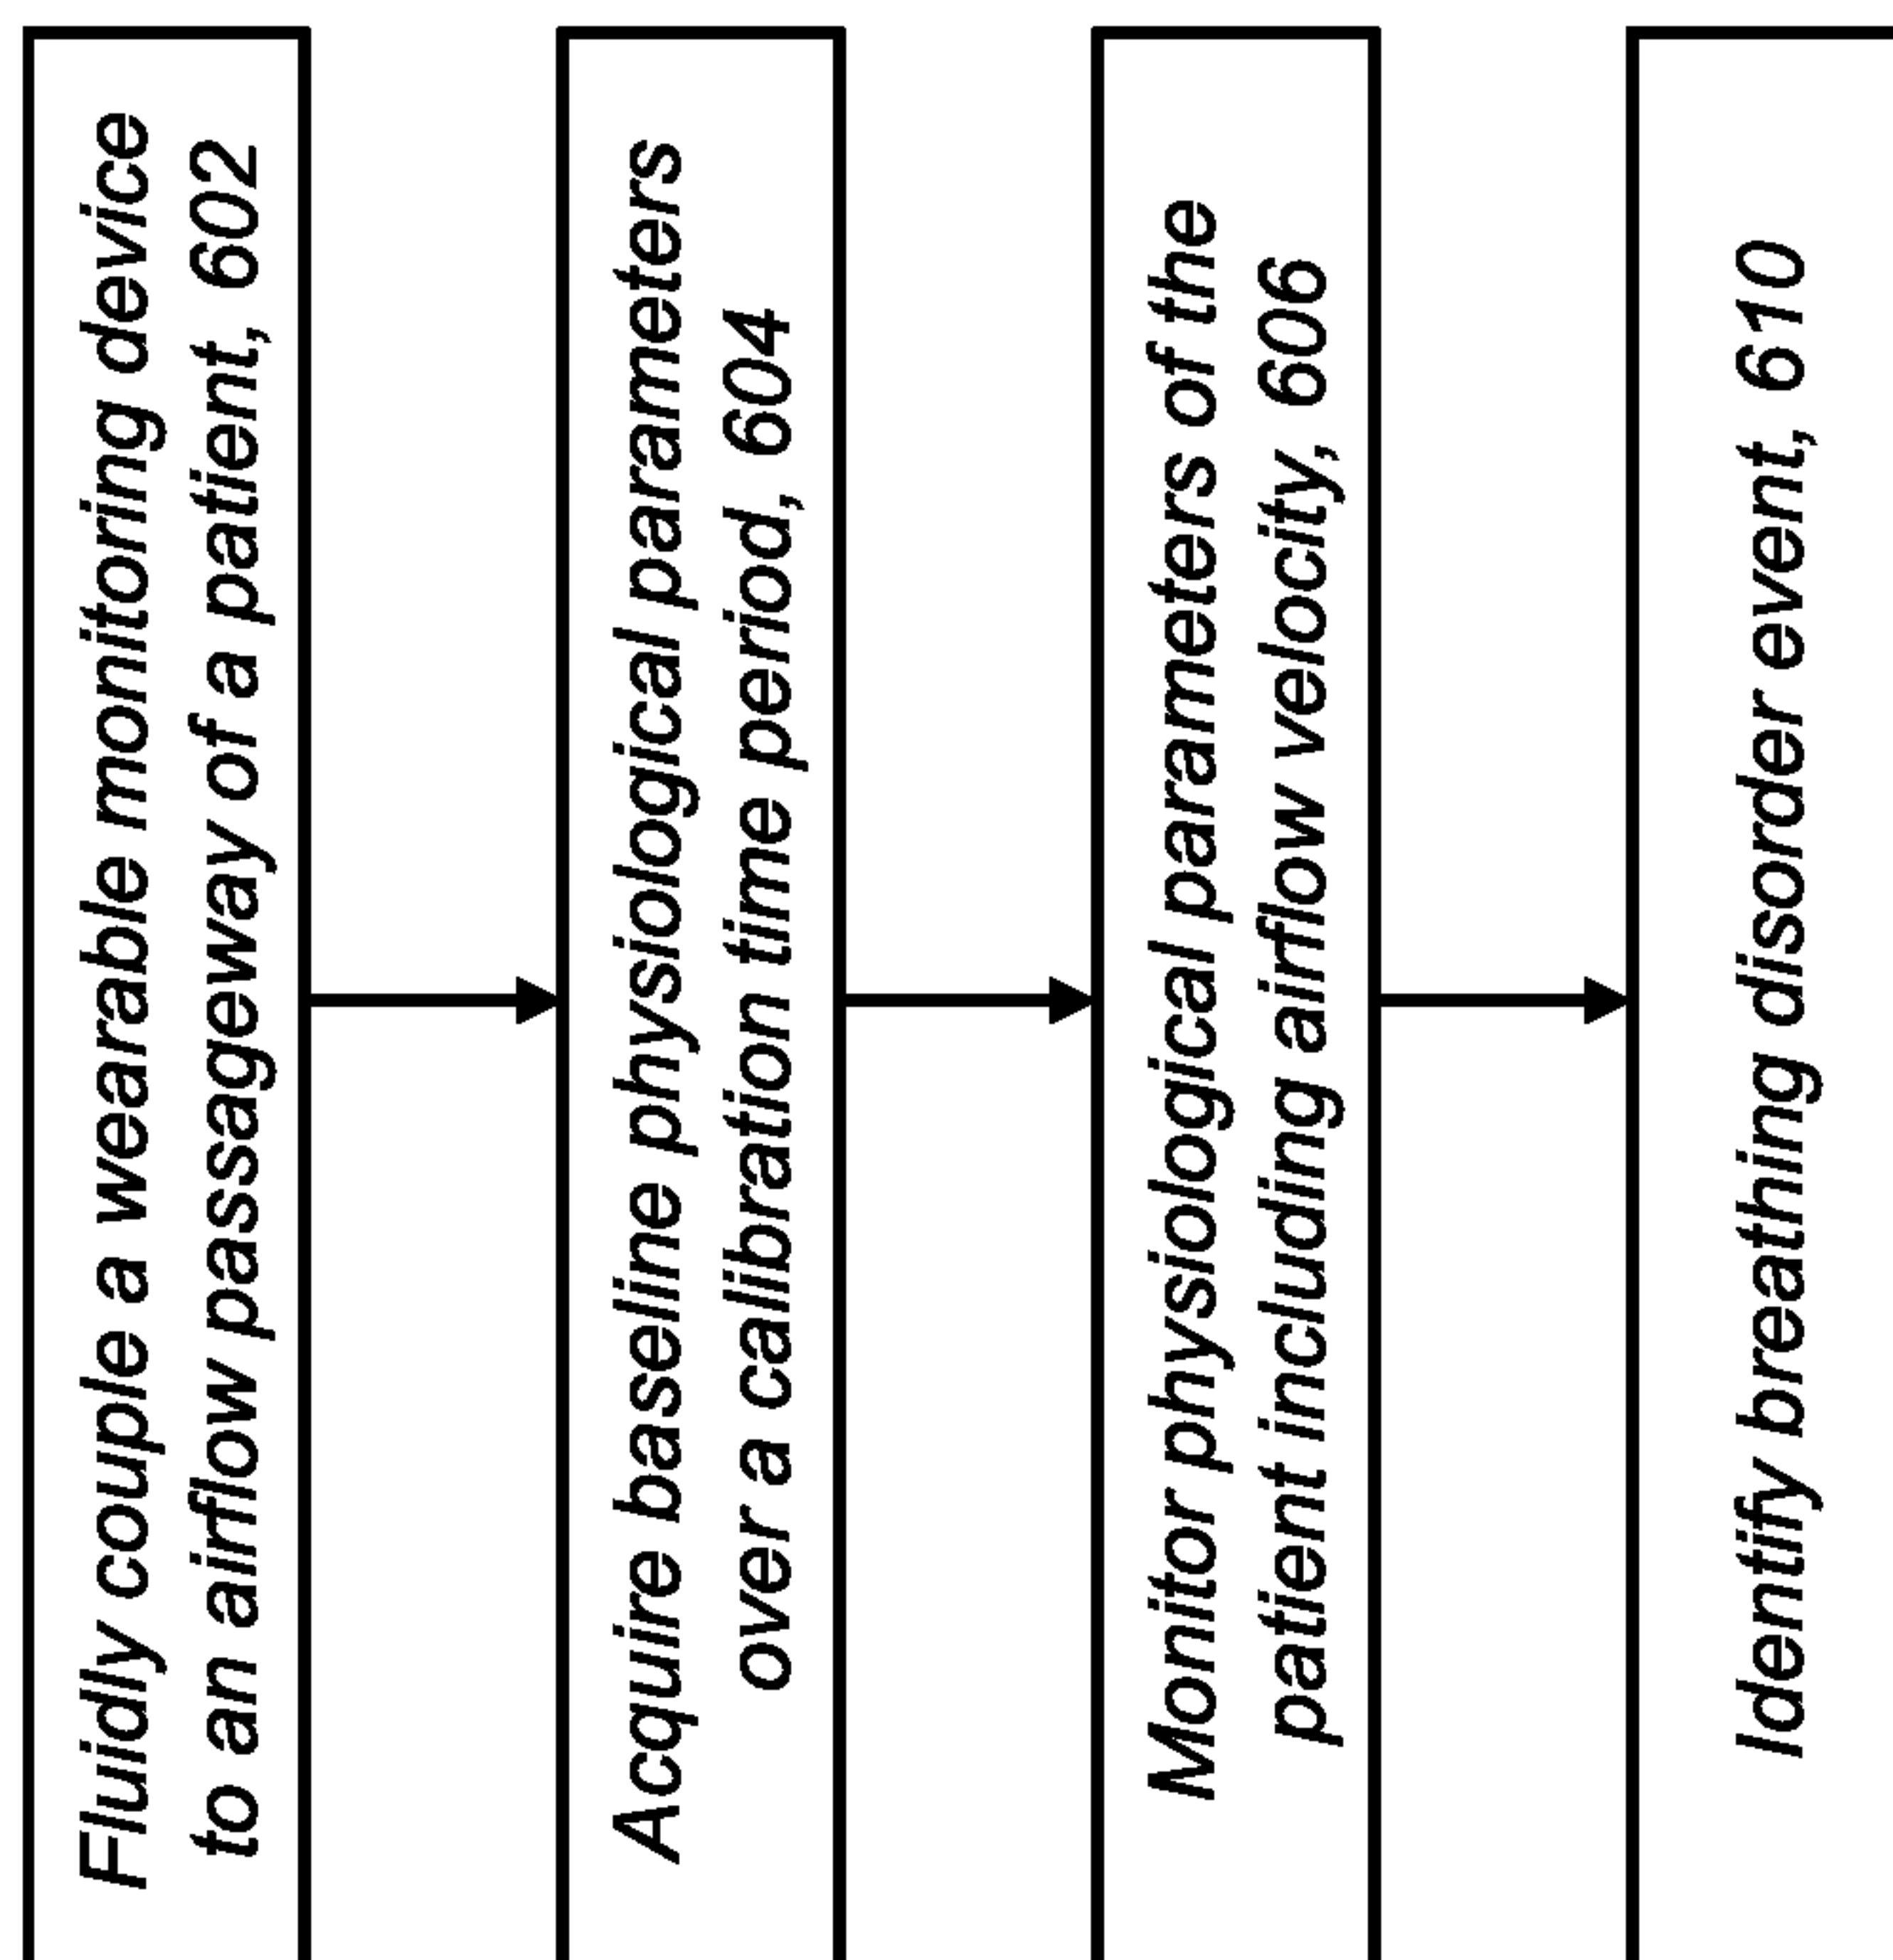 Fluidly couple a wearable monitoring device
to an airflow passageway of a patient, 602
Acquire baseline physiological parameters
over a calibration time period, 604
Monitor physiological parameters of the
patient including airflow velocity, 606
Identify breathing disorder event, 610